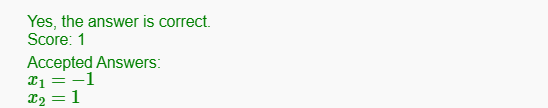 Yes, the answer is correct.
Score: 1
Accepted Answers:
x₁ = −1
x₂ = 1